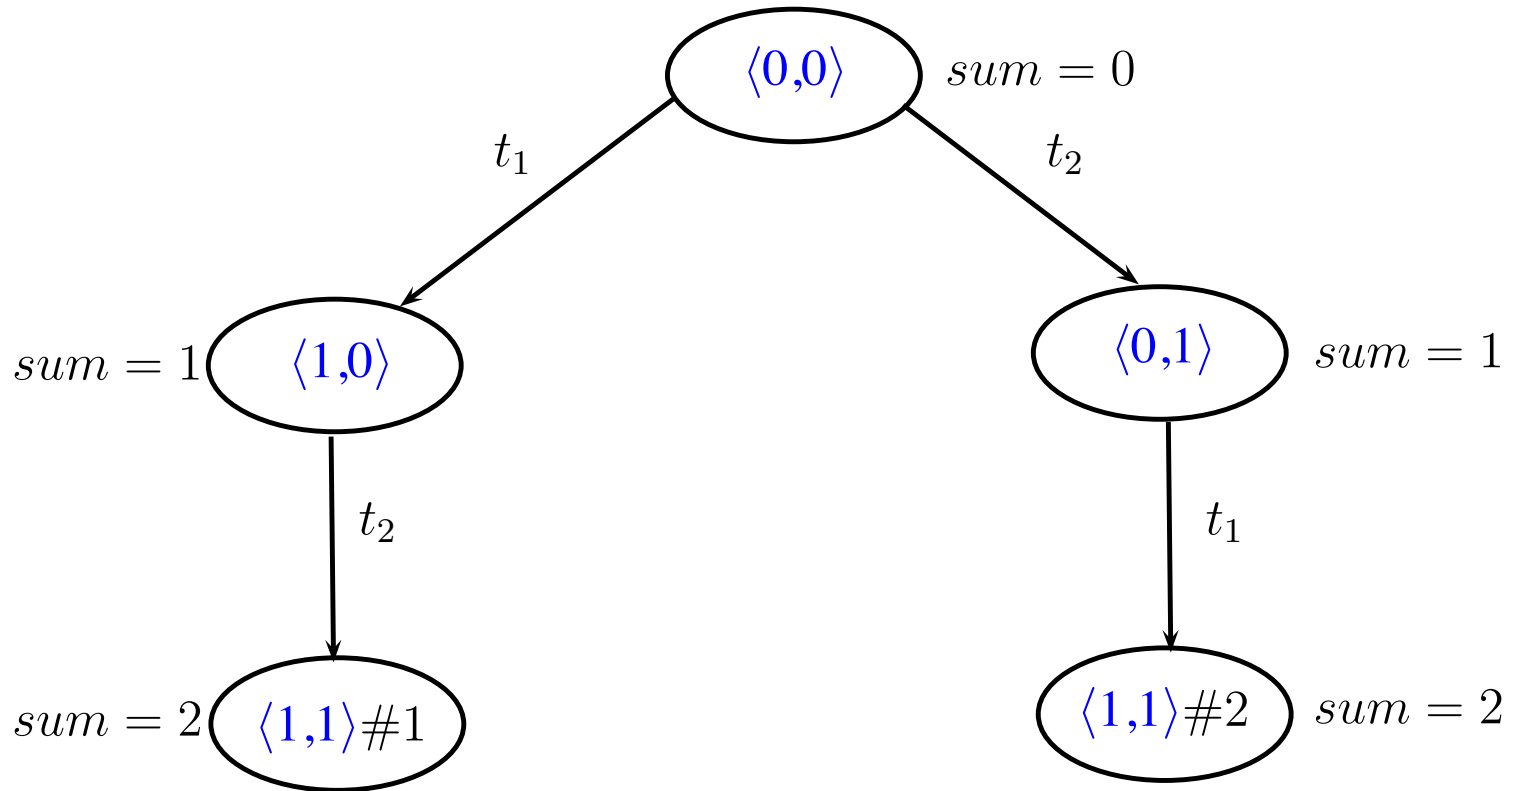 ⟨0,0⟩ sum = 0
t₁ t₂
sum = 1 ⟨1,0⟩ ⟨0,1⟩ sum = 1
t₂ t₁
sum = 2 ⟨1,1⟩#1 ⟨1,1⟩#2 sum = 2